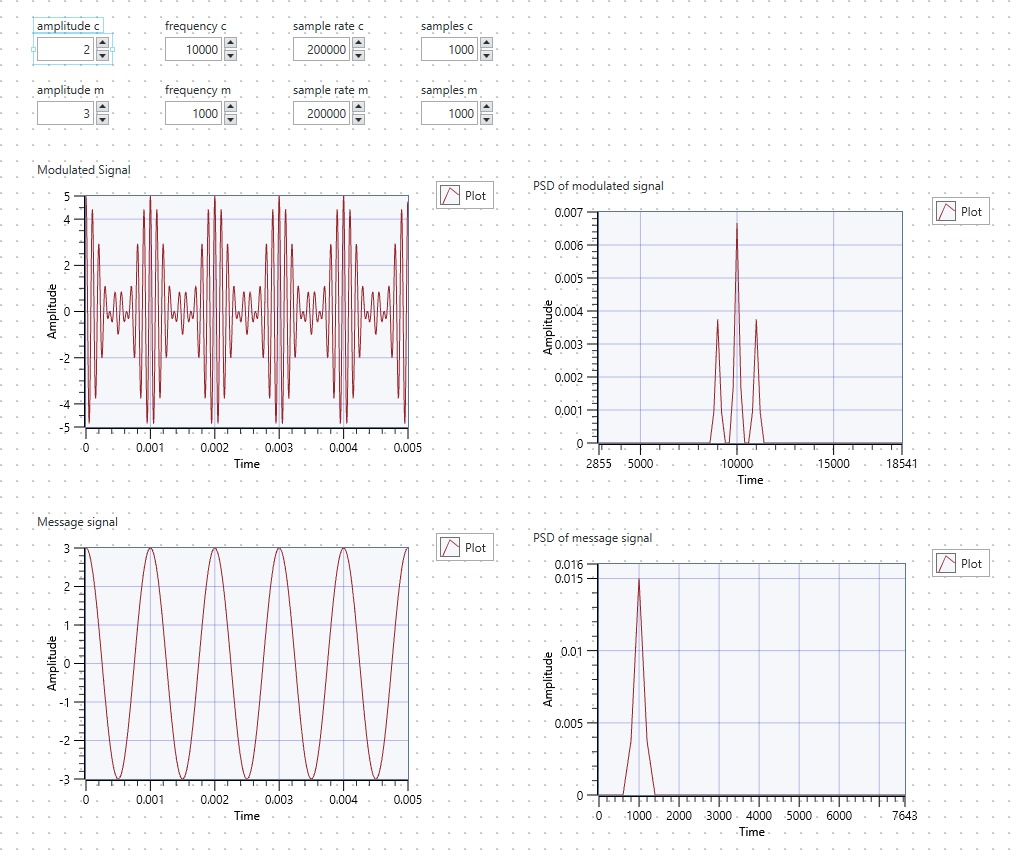 amplitude c frequency c sample rate c samples c
2 10000 200000 1000
amplitude m frequency m sample rate m samples m
3 1000 200000 1000
Modulated Signal
Plot
5
4
2
0
-2
-4
-5
Amplitude
0 0.001 0.002 0.003 0.004 0.005
Time
PSD of modulated signal
Plot
0.007
0.006
0.005
0.004
0.003
0.002
0.001
0
Amplitude
2855 5000 10000 15000 18541
Time
Message signal
Plot
3
2
1
0
-1
-2
-3
Amplitude
0 0.001 0.002 0.003 0.004 0.005
Time
PSD of message signal
Plot
0.016
0.015
0.01
0.005
0
Amplitude
0 1000 2000 3000 4000 5000 6000 7643
Time